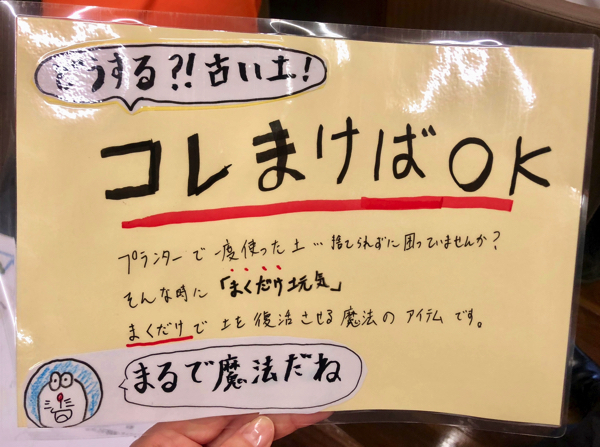 どうする?!古い土!
コレまけばOK
プランターで一度使った土…捨てられずに困っていませんか?
そんな時に「まくだけ玩気」
まくだけで土を復活させる魔法のアイテムです。
まるで魔法だね